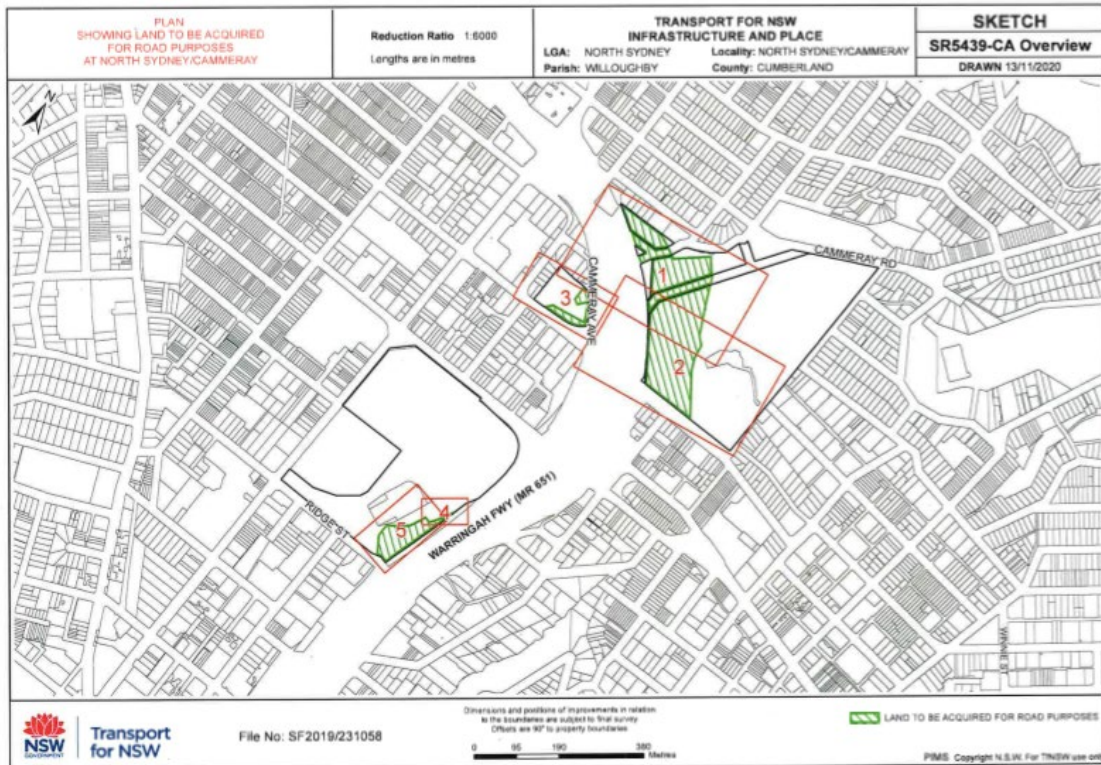 PLAN
SHOWING LAND TO BE ACQUIRED
FOR ROAD PURPOSES
AT NORTH SYDNEY/CAMMERAY
Reduction Ratio 1:6000
Lengths are in metres
TRANSPORT FOR NSW
INFRASTRUCTURE AND PLACE
LGA: NORTH SYDNEY Locality: NORTH SYDNEY/CAMMERAY
Parish: WILLOUGHBY County: CUMBERLAND
SKETCH
SR5439-CA Overview
DRAWN 13/11/2020
N
CAMMERAY RD
1
3
CAMMERAY AVE
2
4
5
RIDGE ST
WARRINGAH FWY (MR 651)
WINNIE ST
NSW
GOVERNMENT
Transport
for NSW
File No: SF2019/231058
Dimensions and positions of improvements in relation
to the boundaries are subject to final survey
Offsets are 90° to property boundaries
0 95 190 380
Metres
LAND TO BE ACQUIRED FOR ROAD PURPOSES
PIMS Copyright N.S.W. For TfNSW use only